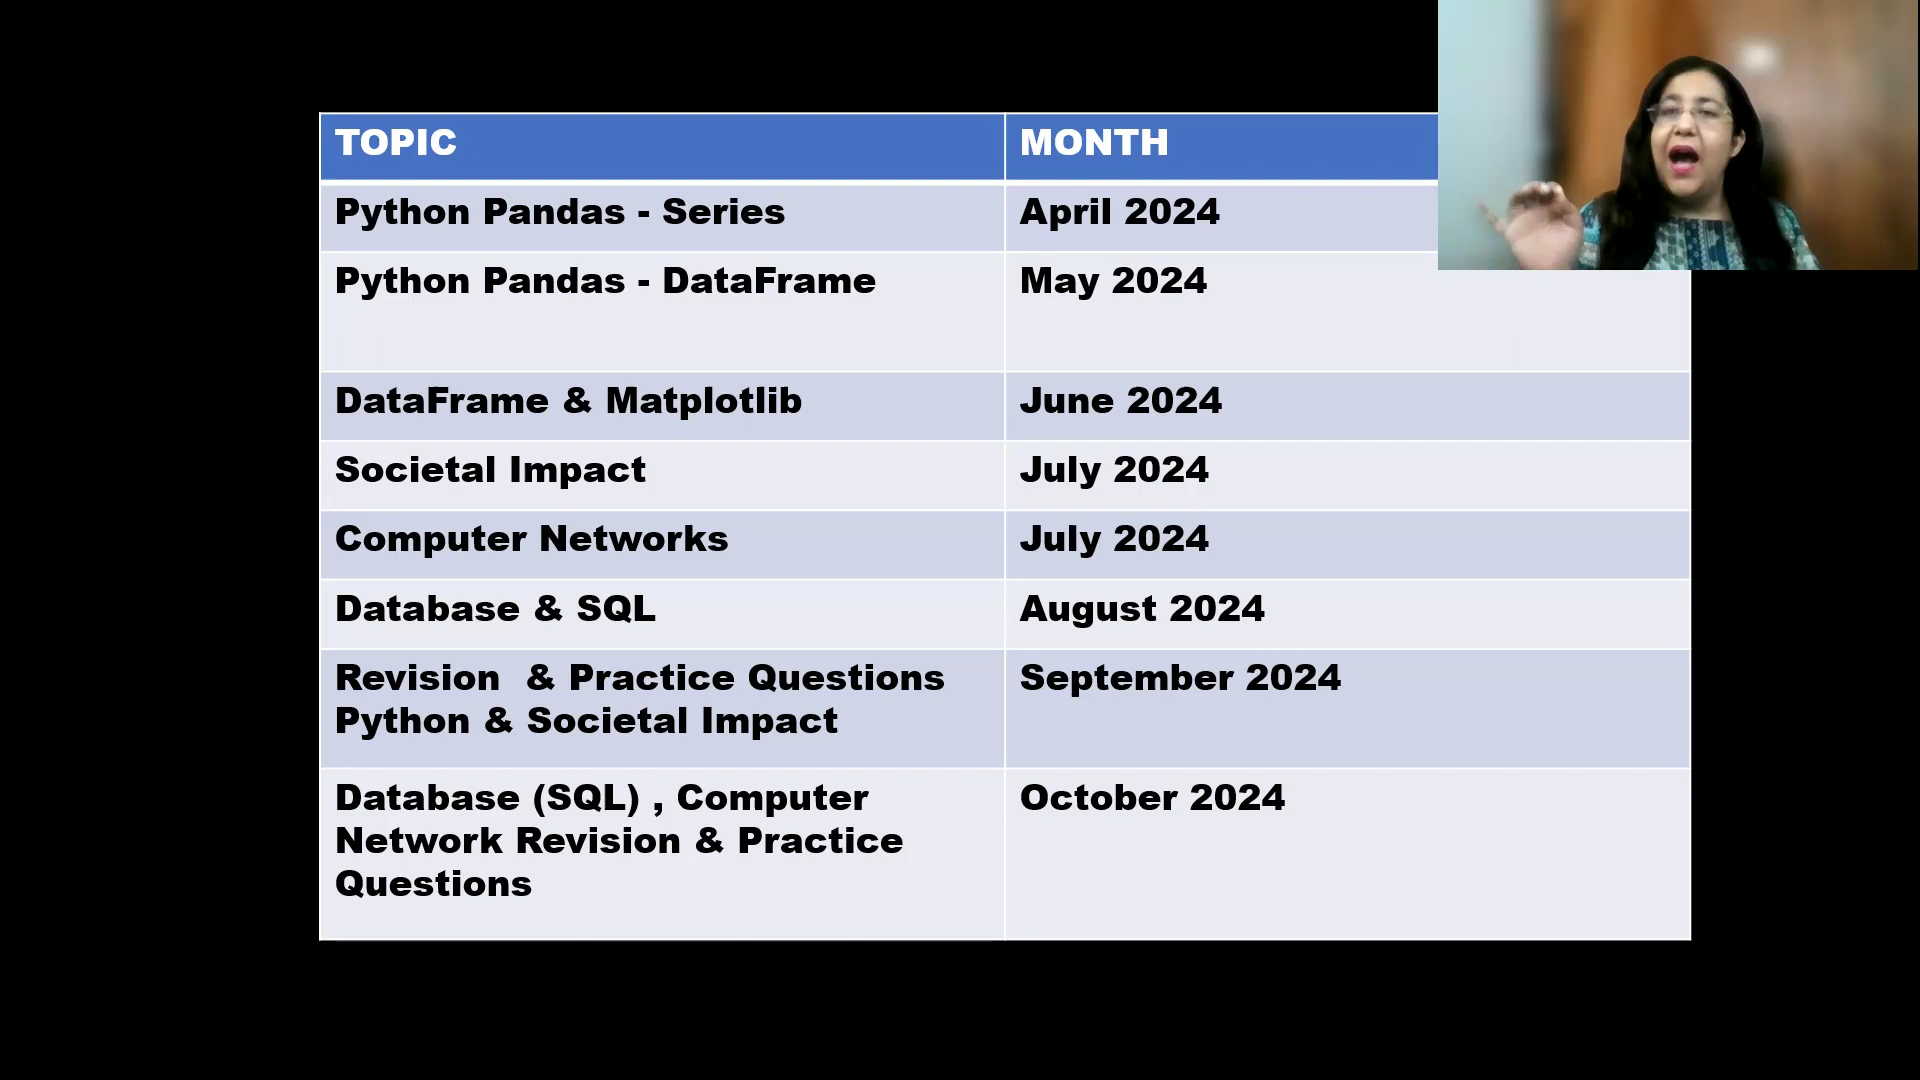 TOPIC MONTH
Python Pandas - Series April 2024
Python Pandas - DataFrame May 2024
DataFrame & Matplotlib June 2024
Societal Impact July 2024
Computer Networks July 2024
Database & SQL August 2024
Revision  & Practice Questions September 2024
Python & Societal Impact
Database (SQL) , Computer October 2024
Network Revision & Practice
Questions